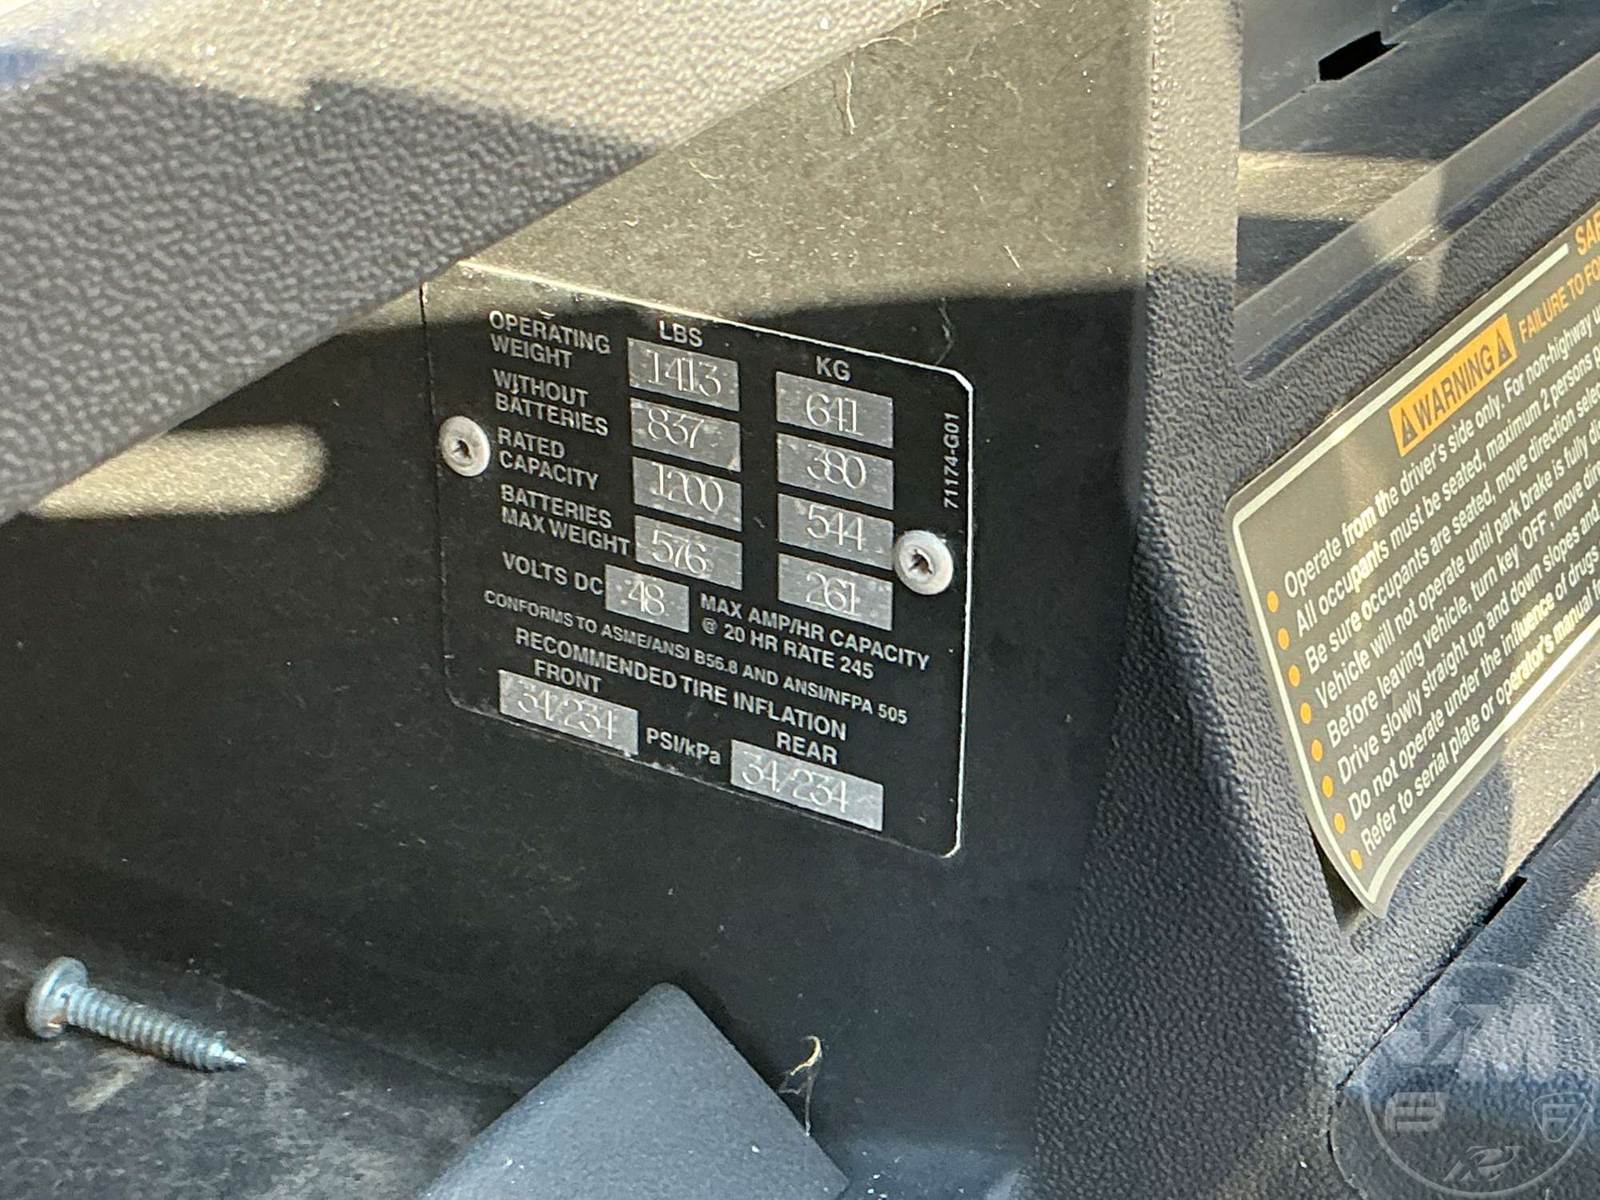 LBS
KG
OPERATING
WEIGHT
1413
641
WITHOUT
BATTERIES
837
380
RATED
CAPACITY
1200
544
BATTERIES
MAX WEIGHT
576
261
VOLTS DC
48
MAX AMP/HR CAPACITY
@ 20 HR RATE 245
CONFORMS TO ASME/ANSI B56.8 AND ANSI/NFPA 505
RECOMMENDED TIRE INFLATION
FRONT
REAR
34/234
PSI/kPa
34/234
71174-G01
WARNING
FAILURE TO
• Operate from the driver's side only. For non-highway
• All occupants must be seated, maximum 2 persons
• Be sure occupants are seated, move direction
• Vehicle will not operate until park brake is fully
• Before leaving vehicle, turn key 'OFF', move
• Drive slowly straight up and down slopes and
• Do not operate under the influence of drugs
• Refer to serial plate or operator's manual